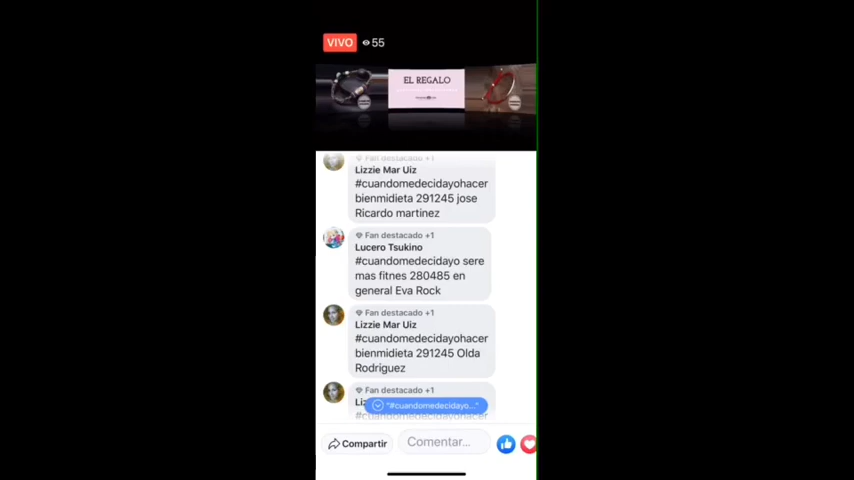 VIVO 55
EL REGALO
Fan destacado +1
Lizzie Mar Uiz
#cuandomedecidayohacer
bienmidieta 291245 jose
Ricardo martinez
Fan destacado +1
Lucero Tsukino
#cuandomedecidayo sere
mas fitnes 280485 en
general Eva Rock
Fan destacado +1
Lizzie Mar Uiz
#cuandomedecidayohacer
bienmidieta 291245 Olda
Rodriguez
Fan destacado +1
"#cuandomedecidayo..."
#cuandomedecidayohacer
Compartir
Comentar...